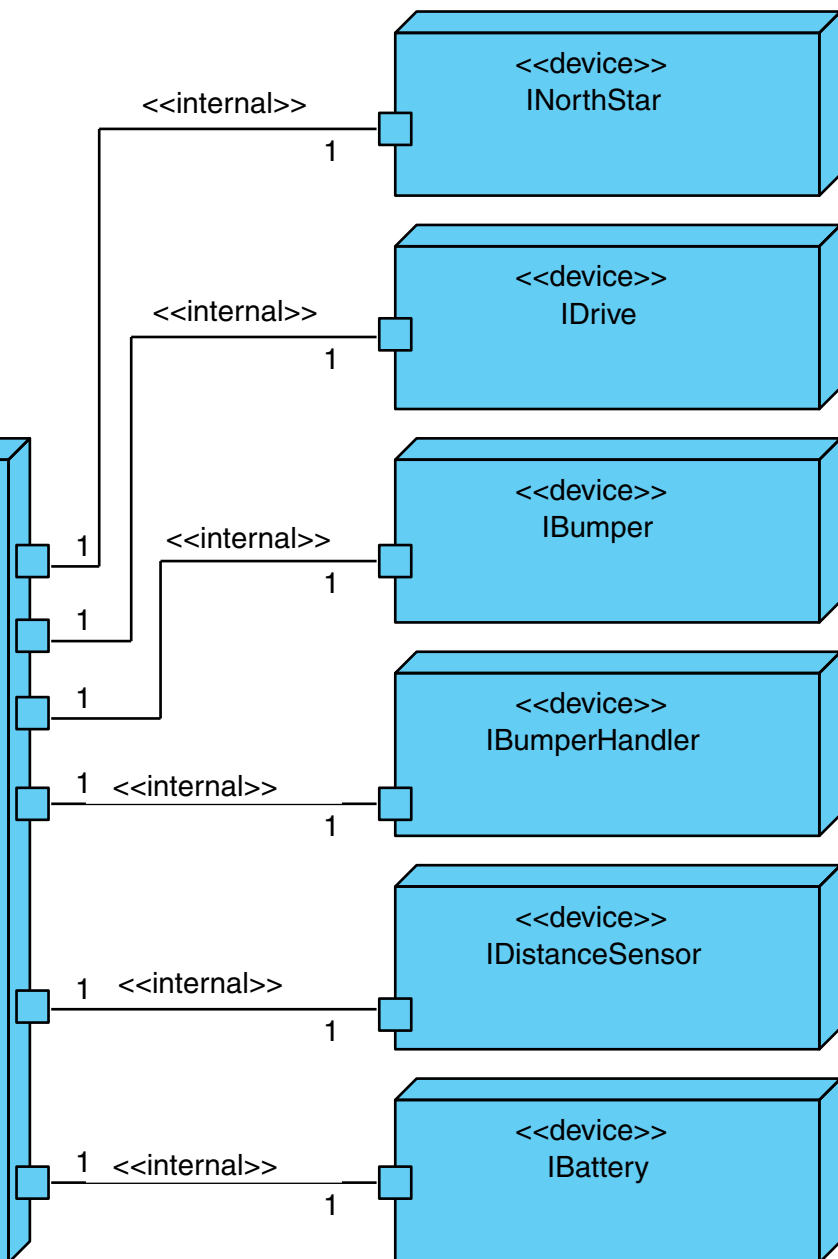 <<device>>
INorthStar
<<internal>>
1
<<device>>
IDrive
<<internal>>
1
<<device>>
IBumper
1
<<internal>>
1
1
1
<<device>>
IBumperHandler
1
<<internal>>
1
<<device>>
IDistanceSensor
1
<<internal>>
1
<<device>>
IBattery
1
<<internal>>
1